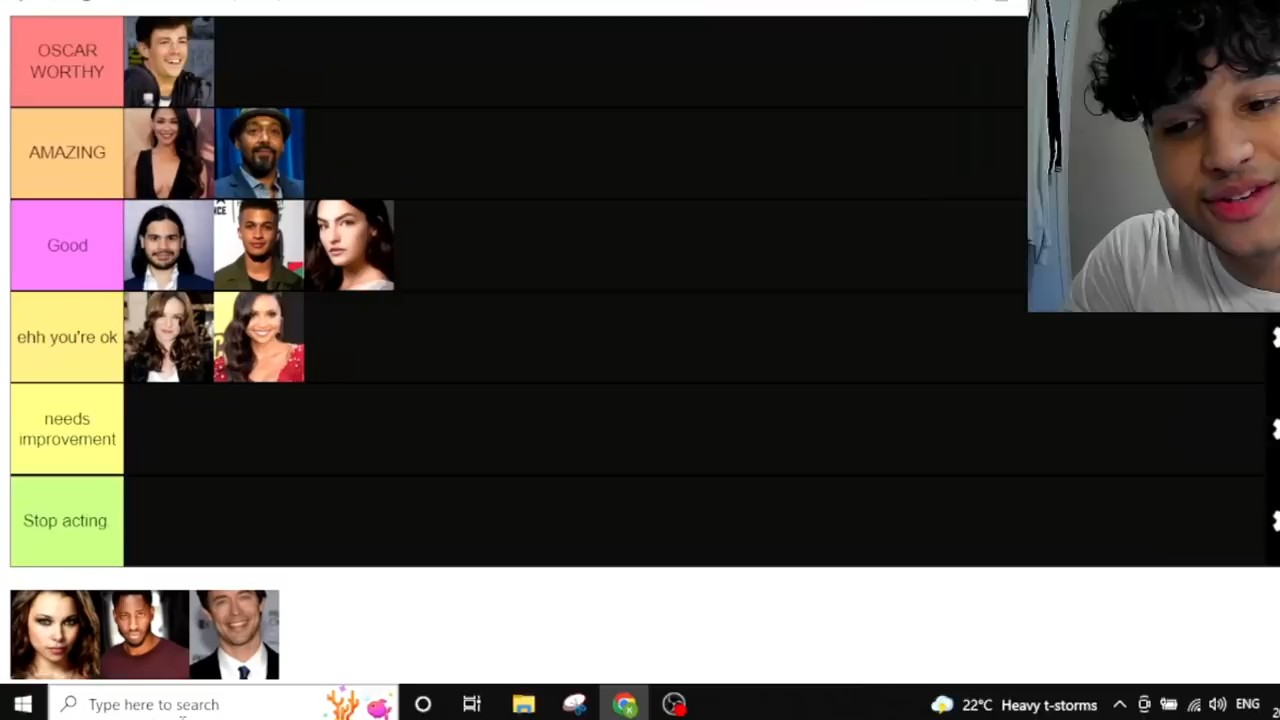 OSCAR
WORTHY
AMAZING
Good
ehh you're ok
needs
improvement
Stop acting
Type here to search
22°C Heavy t-storms
ENG